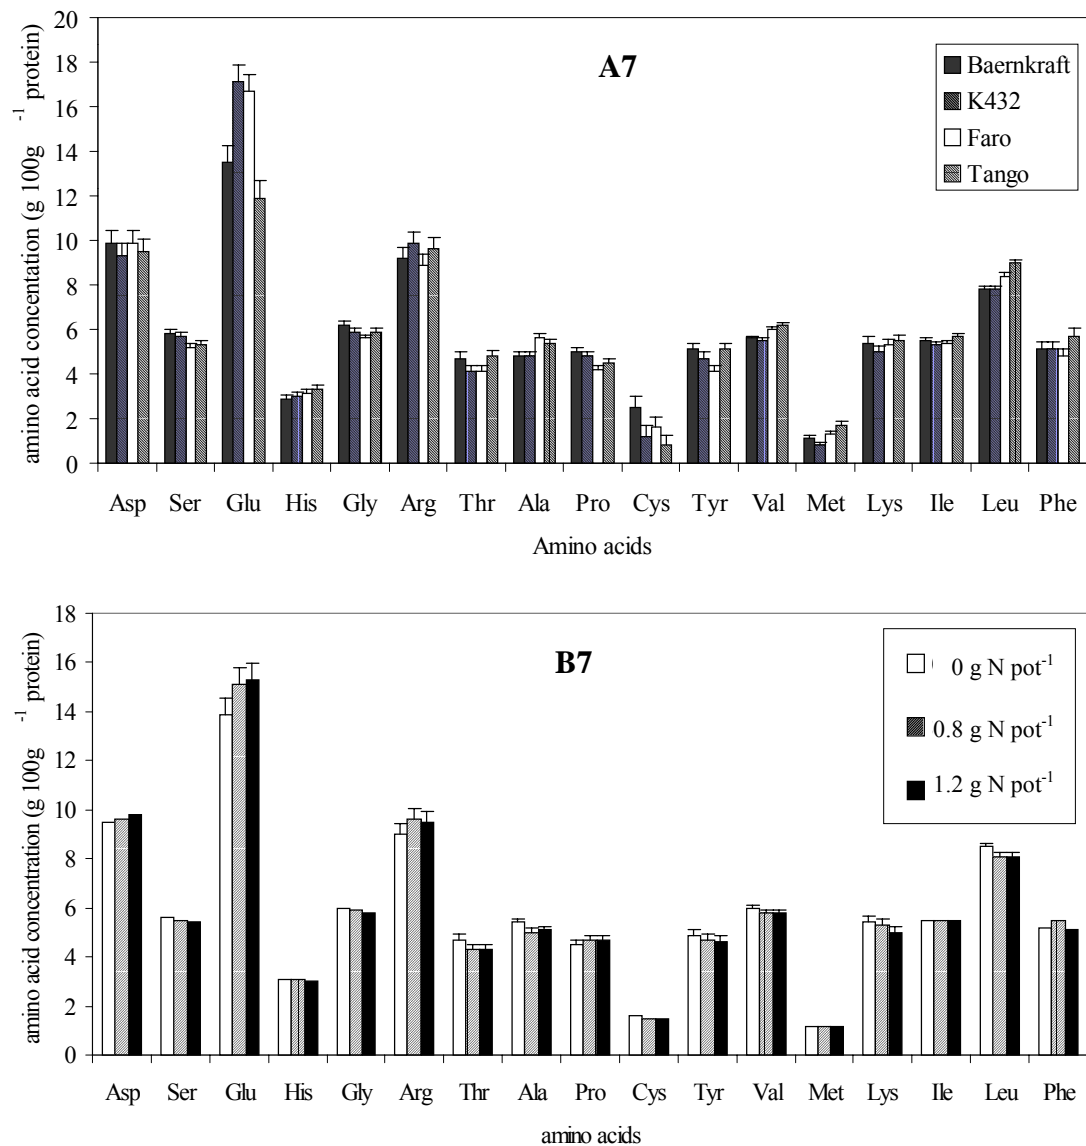 A7
amino acid concentation (g 100g ⁻¹ protein)
20
18
16
14
12
10
8
6
4
2
0
Baernkraft
K432
Faro
Tango
Asp Ser Glu His Gly Arg Thr Ala Pro Cys Tyr Val Met Lys Ile Leu Phe
Amino acids
B7
amino acid concentration (g 100g ⁻¹ protein)
18
16
14
12
10
8
6
4
2
0
0 g N pot⁻¹
0.8 g N pot⁻¹
1.2 g N pot⁻¹
Asp Ser Glu His Gly Arg Thr Ala Pro Cys Tyr Val Met Lys Ile Leu Phe
amino acids